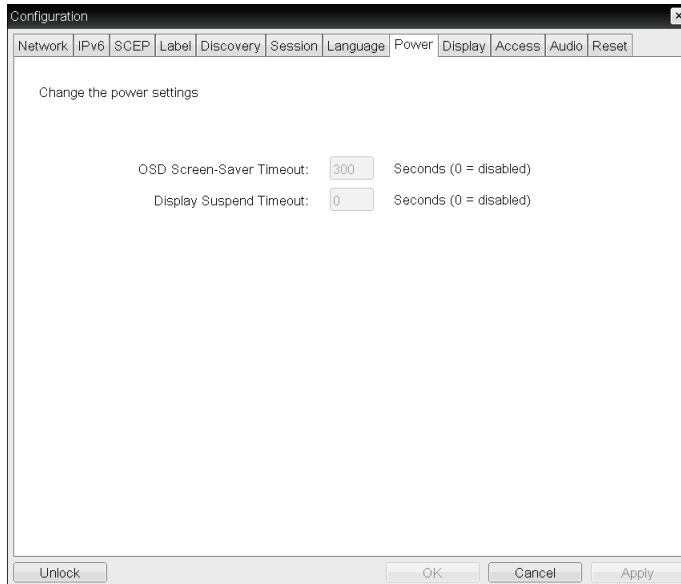 Configuration
Network IPv6 SCEP Label Discovery Session Language Power Display Access Audio Reset
Change the power settings
OSD Screen-Saver Timeout: 300 Seconds (0 = disabled)
Display Suspend Timeout: 0 Seconds (0 = disabled)
Unlock OK Cancel Apply